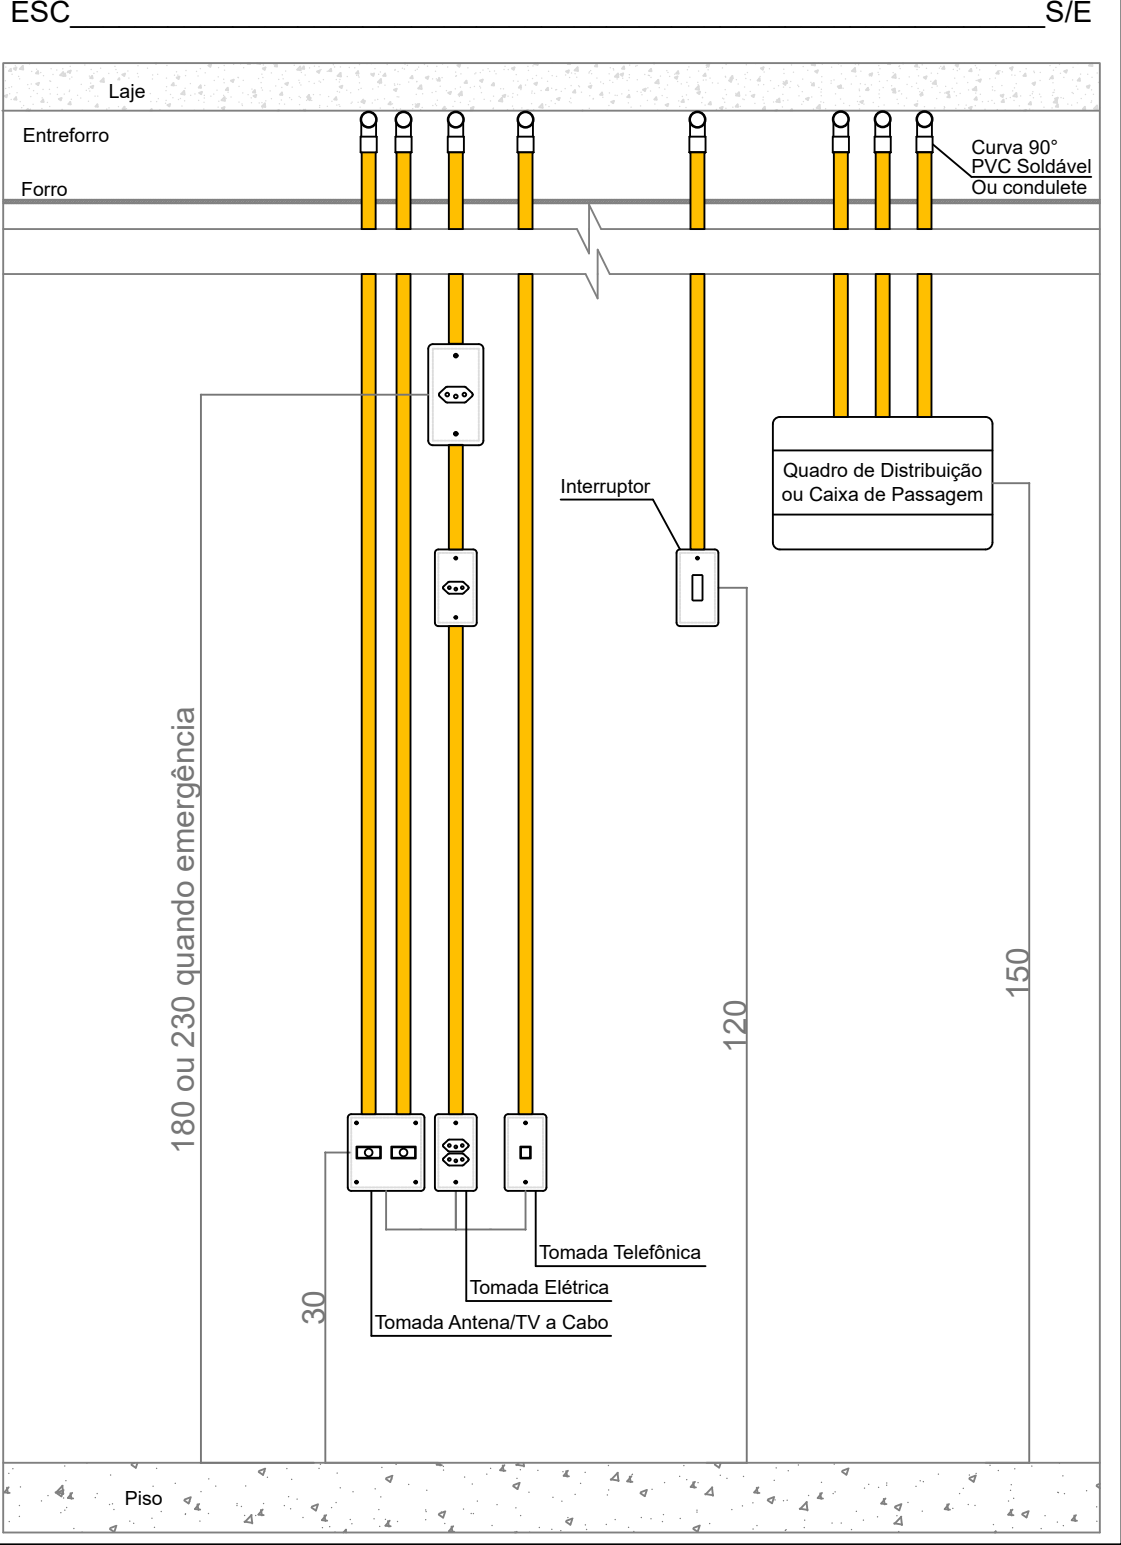 ESC S/E
Laje
Entreforro
Forro
Curva 90°
PVC Soldável
Ou condulete
Quadro de Distribuição
ou Caixa de Passagem
Interruptor
180 ou 230 quando emergência
150
120
30
Tomada Telefônica
Tomada Elétrica
Tomada Antena/TV a Cabo
Piso